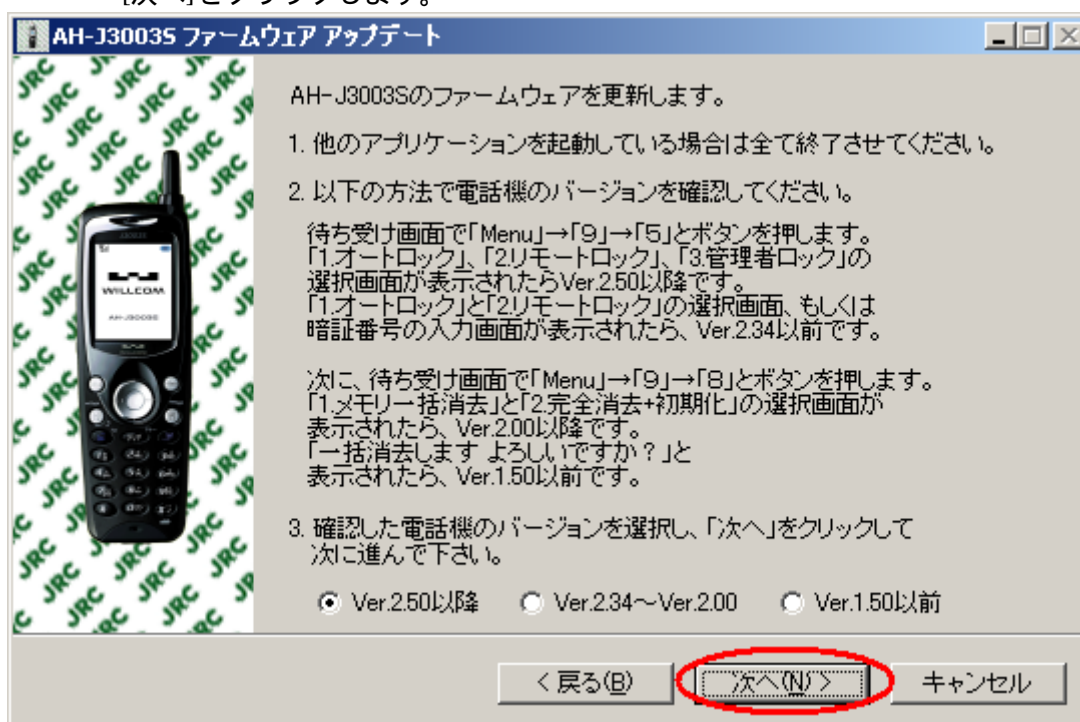 [次へ]をクリックします。
AH-J3003S ファームウェア アップデート
AH-J3003Sのファームウェアを更新します。
1. 他のアプリケーションを起動している場合は全て終了させてください。
2. 以下の方法で電話機のバージョンを確認してください。
待ち受け画面で「Menu」→「9」→「5」とボタンを押します。
「1.オートロック」、「2.リモートロック」、「3.管理者ロック」の
選択画面が表示されたらVer.2.50以降です。
「1.オートロック」と「2.リモートロック」の選択画面、もしくは
暗証番号の入力画面が表示されたら、Ver.2.34以前です。
次に、待ち受け画面で「Menu」→「9」→「8」とボタンを押します。
「1.メモリ一括消去」と「2.完全消去+初期化」の選択画面が
表示されたら、Ver.2.00以降です。
「一括消去します よろしいですか？」と
表示されたら、Ver.1.50以前です。
3. 確認した電話機のバージョンを選択し、「次へ」をクリックして
次に進んで下さい。
Ver.2.50以降 Ver.2.34～Ver.2.00 Ver.1.50以前
< 戻る(B) 次へ(N) > キャンセル
JRC
WILLCOM
AH-J3003S